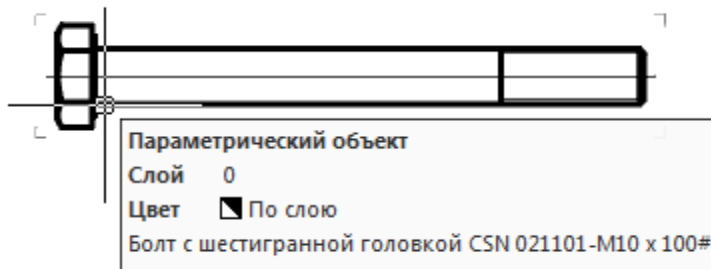 Параметрический объект
Слой 0
Цвет По слою
Болт с шестигранной головкой CSN 021101-M10 x 100#